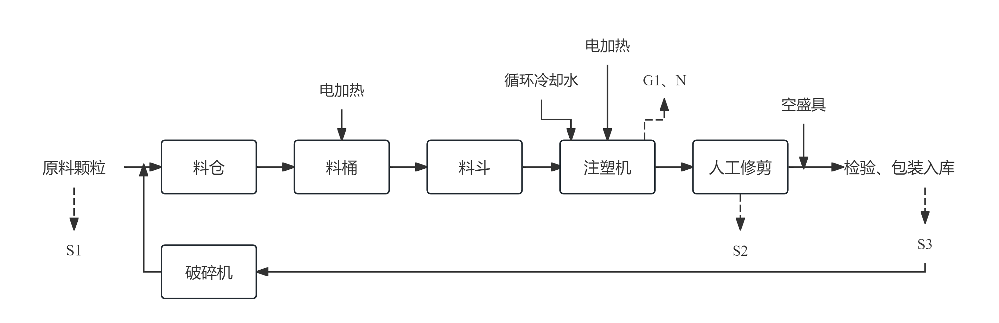 电加热
循环冷却水
G1、N
电加热
空盛具
原料颗粒
料仓
料桶
料斗
注塑机
人工修剪
检验、包装入库
S1
S2
S3
破碎机